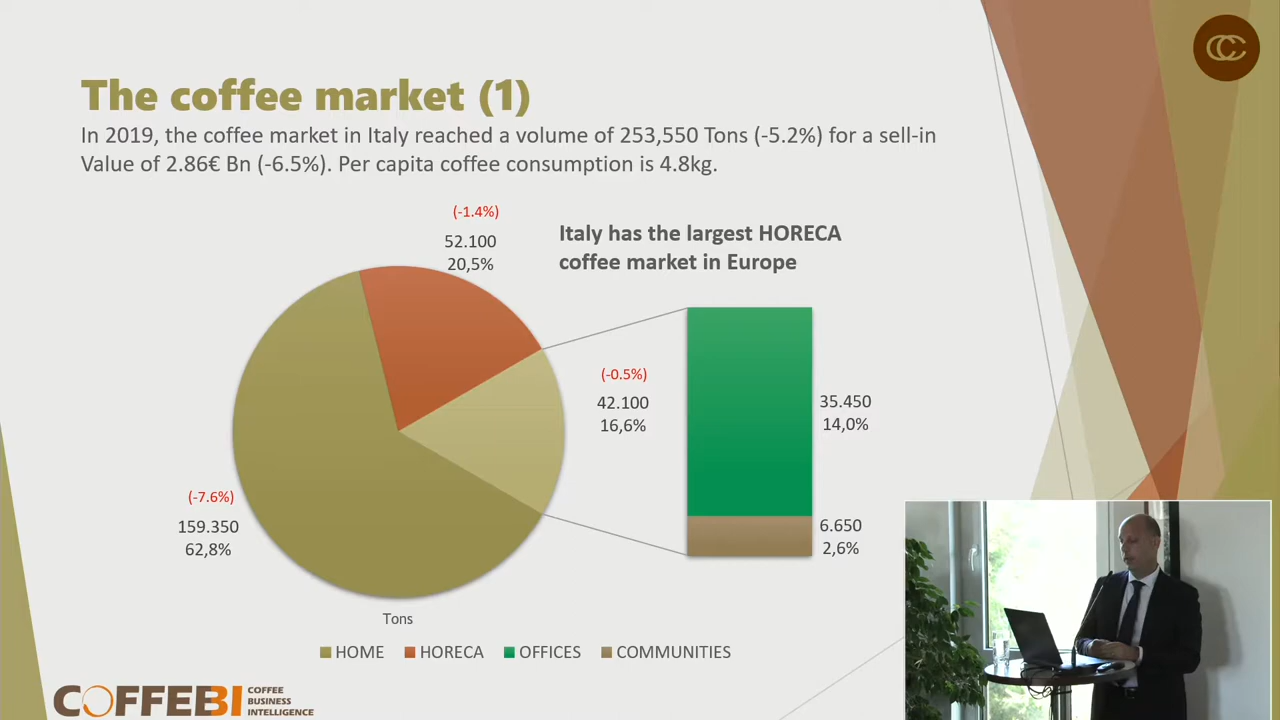 The coffee market (1)
In 2019, the coffee market in Italy reached a volume of 253,550 Tons (-5.2%) for a sell-in
Value of 2.86€ Bn (-6.5%). Per capita coffee consumption is 4.8kg.
(-1.4%)
52.100
20,5%
Italy has the largest HORECA
coffee market in Europe
(-0.5%)
42.100
16,6%
35.450
14,0%
(-7.6%)
159.350
62,8%
6.650
2,6%
Tons
HOME HORECA OFFICES COMMUNITIES
COFFEBI COFFEE
BUSINESS
INTELLIGENCE